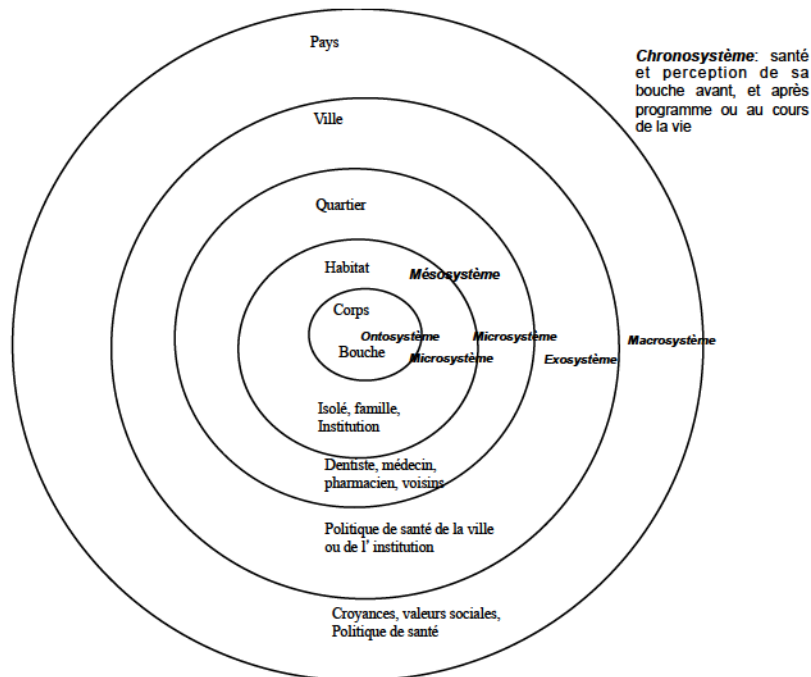 Pays
Chronosystème: santé
et perception de sa
bouche avant, et après
programme ou au cours
de la vie
Ville
Quartier
Habitat
Mésosystème
Corps
Ontosystème
Microsystème
Macrosystème
Bouche
Microsystème
Exosystème
Isolé, famille,
Institution
Dentiste, médecin,
pharmacien, voisins
Politique de santé de la ville
ou de l' institution
Croyances, valeurs sociales,
Politique de santé